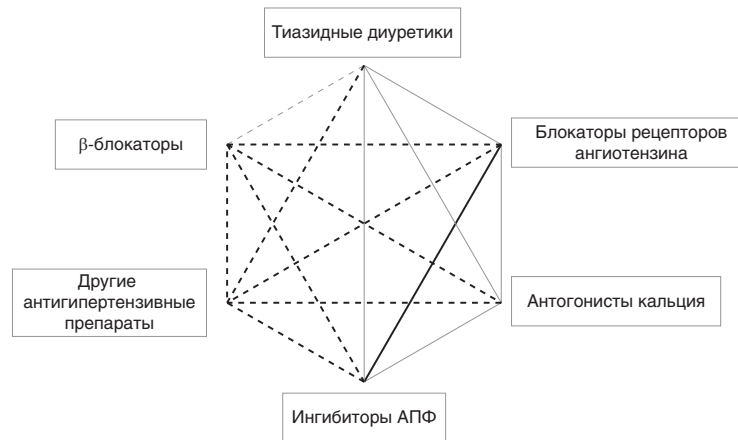 Тиазидные диуретики
β-блокаторы
Блокаторы рецепторов
ангиотензина
Другие
антигипертензивные
препараты
Антогонисты кальция
Ингибиторы АПФ